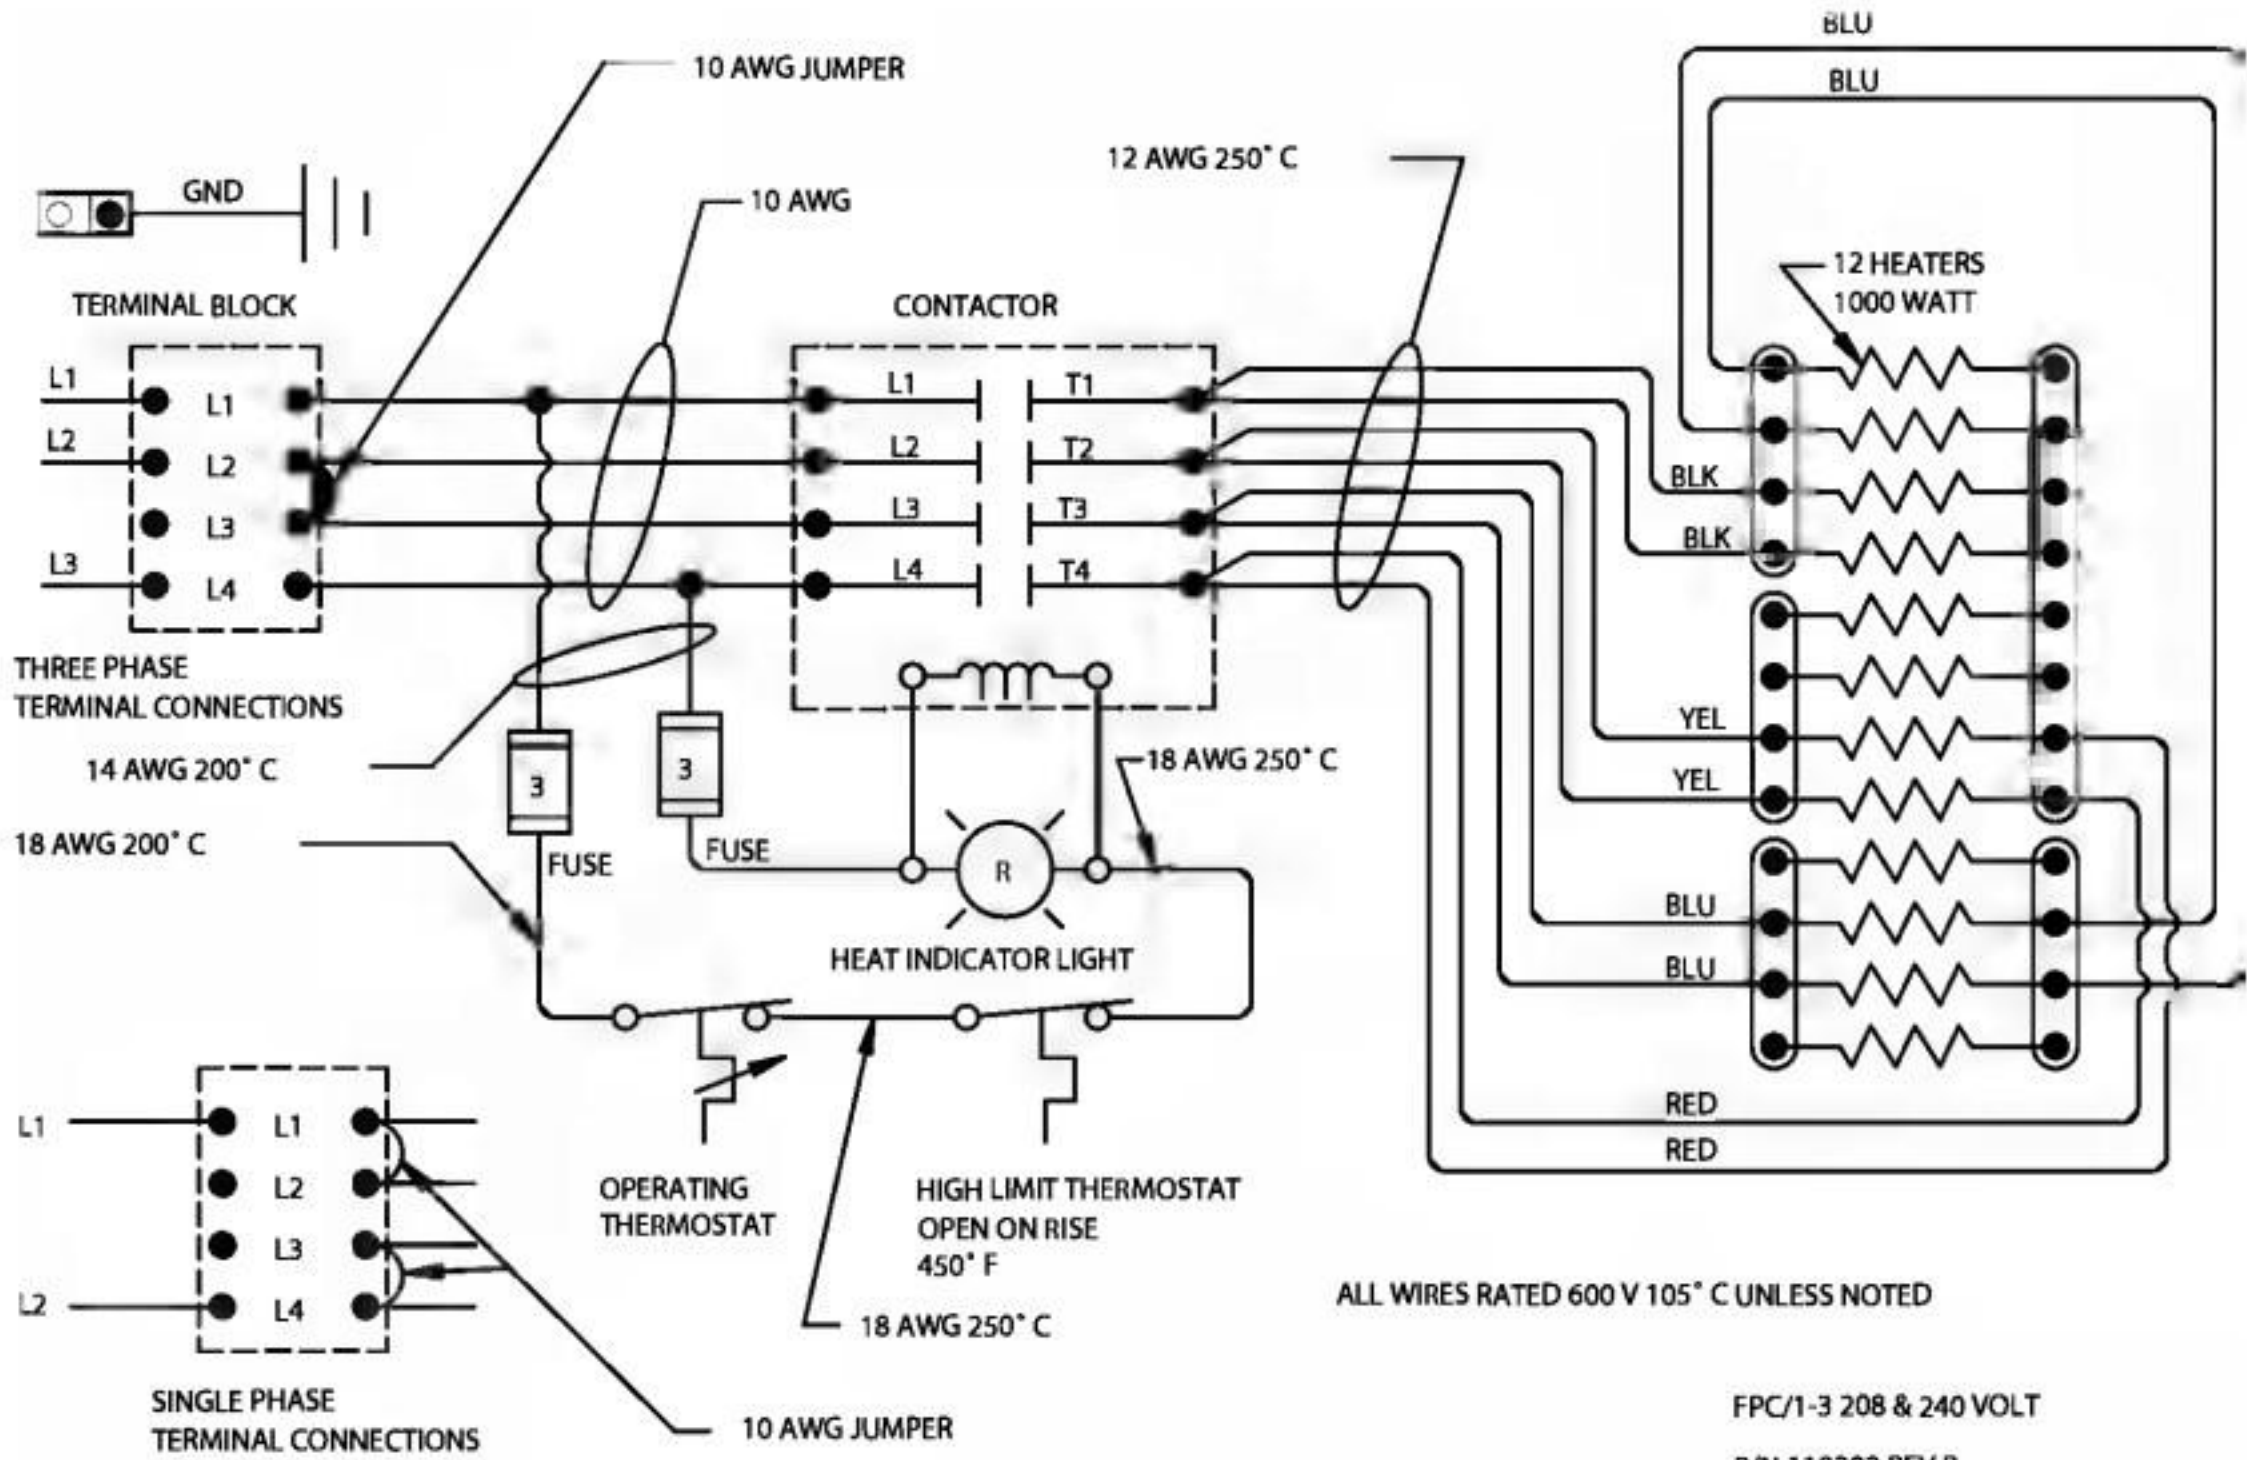 BLU
BLU
10 AWG JUMPER
12 AWG 250° C
GND
10 AWG
12 HEATERS
1000 WATT
TERMINAL BLOCK
CONTACTOR
L1
L1
L1
T1
L2
L2
L2
T2
BLK
L3
L3
T3
BLK
L3
L4
L4
T4
THREE PHASE
TERMINAL CONNECTIONS
YEL
14 AWG 200° C
3
3
18 AWG 250° C
YEL
18 AWG 200° C
FUSE
FUSE
R
BLU
HEAT INDICATOR LIGHT
BLU
L1
L1
L2
L3
L2
L4
OPERATING
THERMOSTAT
HIGH LIMIT THERMOSTAT
OPEN ON RISE
450° F
RED
RED
18 AWG 250° C
ALL WIRES RATED 600 V 105° C UNLESS NOTED
SINGLE PHASE
TERMINAL CONNECTIONS
10 AWG JUMPER
FPC/1-3 208 & 240 VOLT